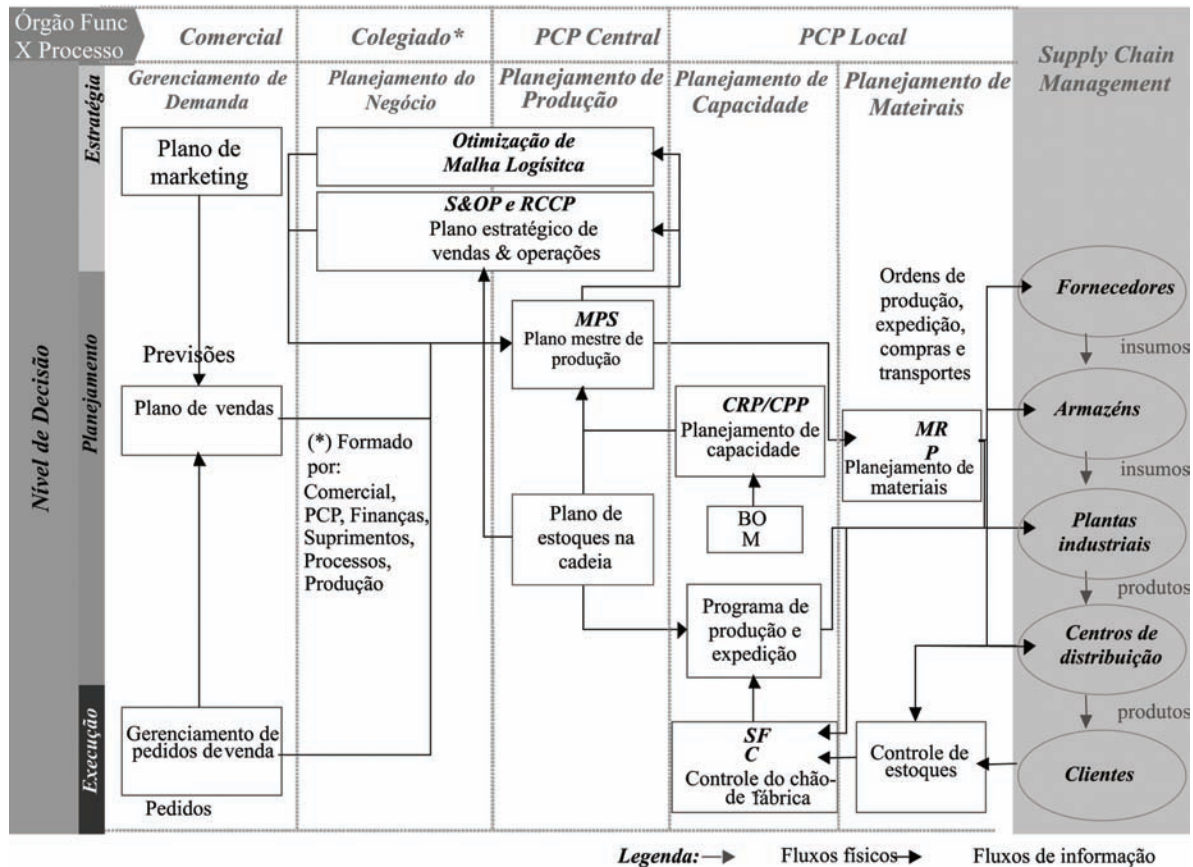 Órgão Func
X Processo
Comercial
Colegiado*
PCP Central
PCP Local
Supply Chain
Management
Gerenciamento de
Demanda
Planejamento do
Negócio
Planejamento de
Produção
Planejamento de
Capacidade
Planejamento de
Mateirais
Nível de Decisão
Estratégia
Planejamento
Execução
Plano de
marketing
Otimização de
Malha Logísitca
S&OP e RCCP
Plano estratégico de
vendas & operações
MPS
Plano mestre de
produção
Ordens de
produção,
expedição,
compras e
transportes
Previsões
Plano de vendas
(*) Formado
por:
Comercial,
PCP, Finanças,
Suprimentos,
Processos,
Produção
CRP/CPP
Planejamento de
capacidade
MR
P
Planejamento de
materiais
BO
M
Plano de
estoques na
cadeia
Programa de
produção e
expedição
Gerenciamento de
pedidos de venda
Pedidos
SF
C
Controle do chão-
de fábrica
Controle de
estoques
Fornecedores
insumos
Armazéns
insumos
Plantas
industriais
produtos
Centros de
distribuição
produtos
Clientes
Legenda: Fluxos físicos Fluxos de informação